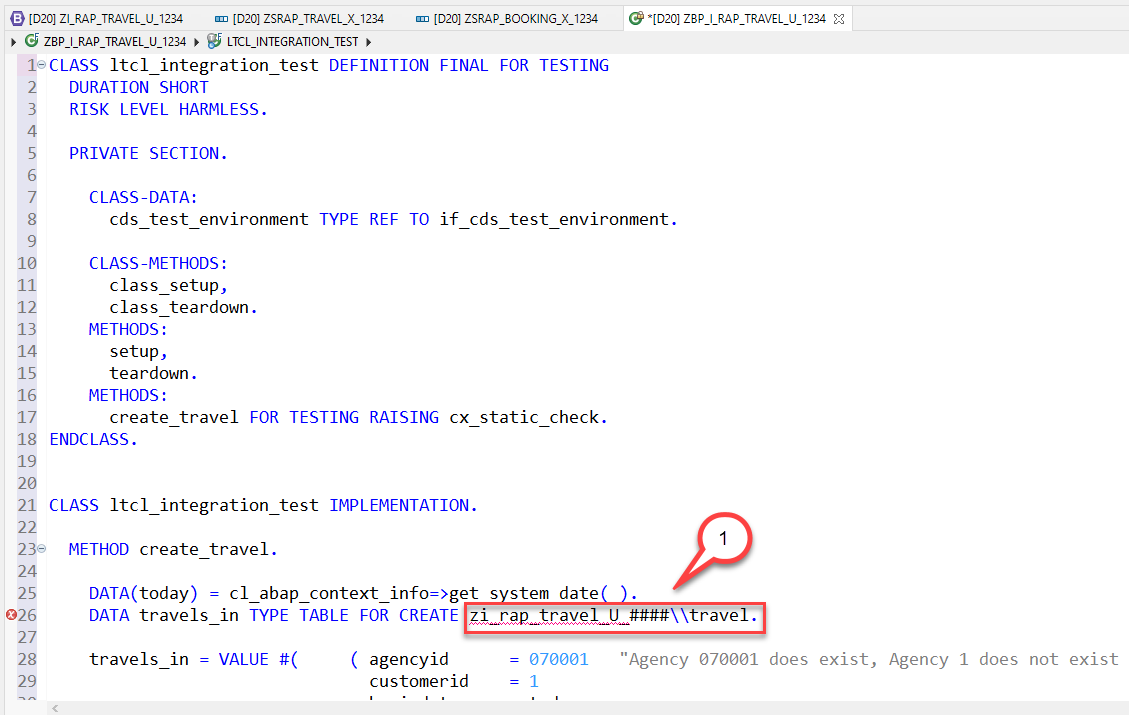 [D20] ZI_RAP_TRAVEL_U_1234 [D20] ZSRAP_TRAVEL_X_1234 [D20] ZSRAP_BOOKING_X_1234 *[D20] ZBP_I_RAP_TRAVEL_U_1234
ZBP_I_RAP_TRAVEL_U_1234 LTCL_INTEGRATION_TEST
1 CLASS ltcl_integration_test DEFINITION FINAL FOR TESTING
2 DURATION SHORT
3 RISK LEVEL HARMLESS.
4
5 PRIVATE SECTION.
6
7 CLASS-DATA:
8 cds_test_environment TYPE REF TO if_cds_test_environment.
9
10 CLASS-METHODS:
11 class_setup,
12 class_teardown.
13 METHODS:
14 setup,
15 teardown.
16 METHODS:
17 create_travel FOR TESTING RAISING cx_static_check.
18 ENDCLASS.
19
20
21 CLASS ltcl_integration_test IMPLEMENTATION.
22
23 METHOD create_travel.
24
1
25 DATA(today) = cl_abap_context_info=>get_system_date( ).
26 DATA travels_in TYPE TABLE FOR CREATE zi_rap_travel_U_####\\travel.
27
28 travels_in = VALUE #( ( agencyid = 070001 "Agency 070001 does exist, Agency 1 does not exist
29 customerid = 1